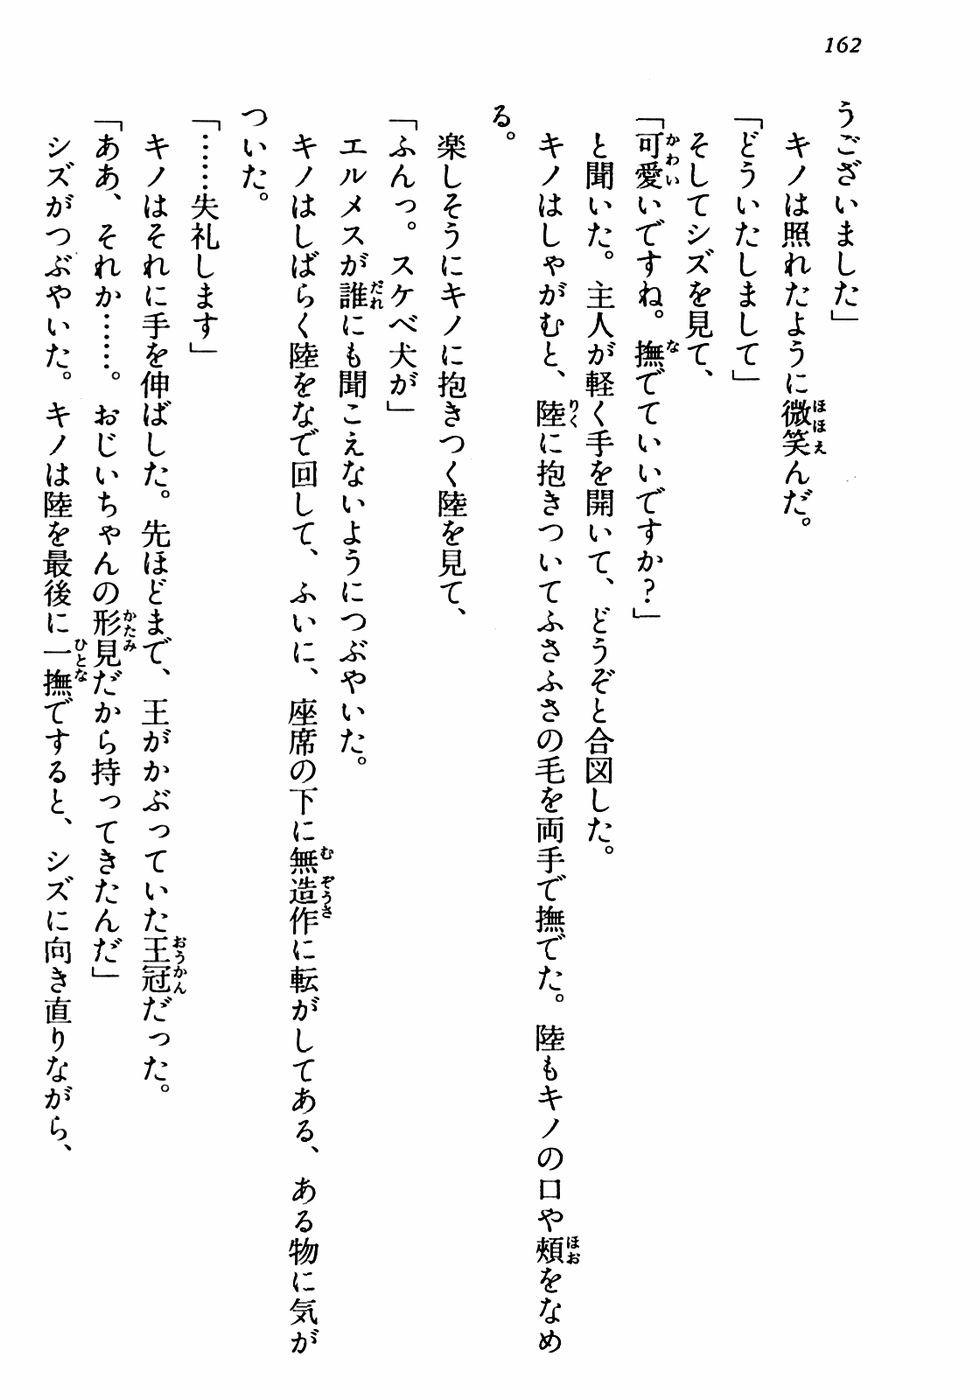 162
うございました」
キノは照れたように微笑んだ。
「どういたしまして」
そしてシズを見て、
「可愛いですね。撫でていいですか？」
と聞いた。主人が軽く手を開いて、どうぞと合図した。
キノはしゃがむと、陸に抱きついてふさふさの毛を両手で撫でた。陸もキノの口や頰をなめ
る。
楽しそうにキノに抱きつく陸を見て、
「ふんっ。スケベ犬が」
エルメスが誰にも聞こえないようにつぶやいた。
キノはしばらく陸をなで回して、ふいに、座席の下に無造作に転がしてある、ある物に気が
ついた。
「……失礼します」
キノはそれに手を伸ばした。先ほどまで、王がかぶっていた王冠だった。
「ああ、それか……。おじいちゃんの形見だから持ってきたんだ」
シズがつぶやいた。キノは陸を最後に一撫ですると、シズに向き直りながら、